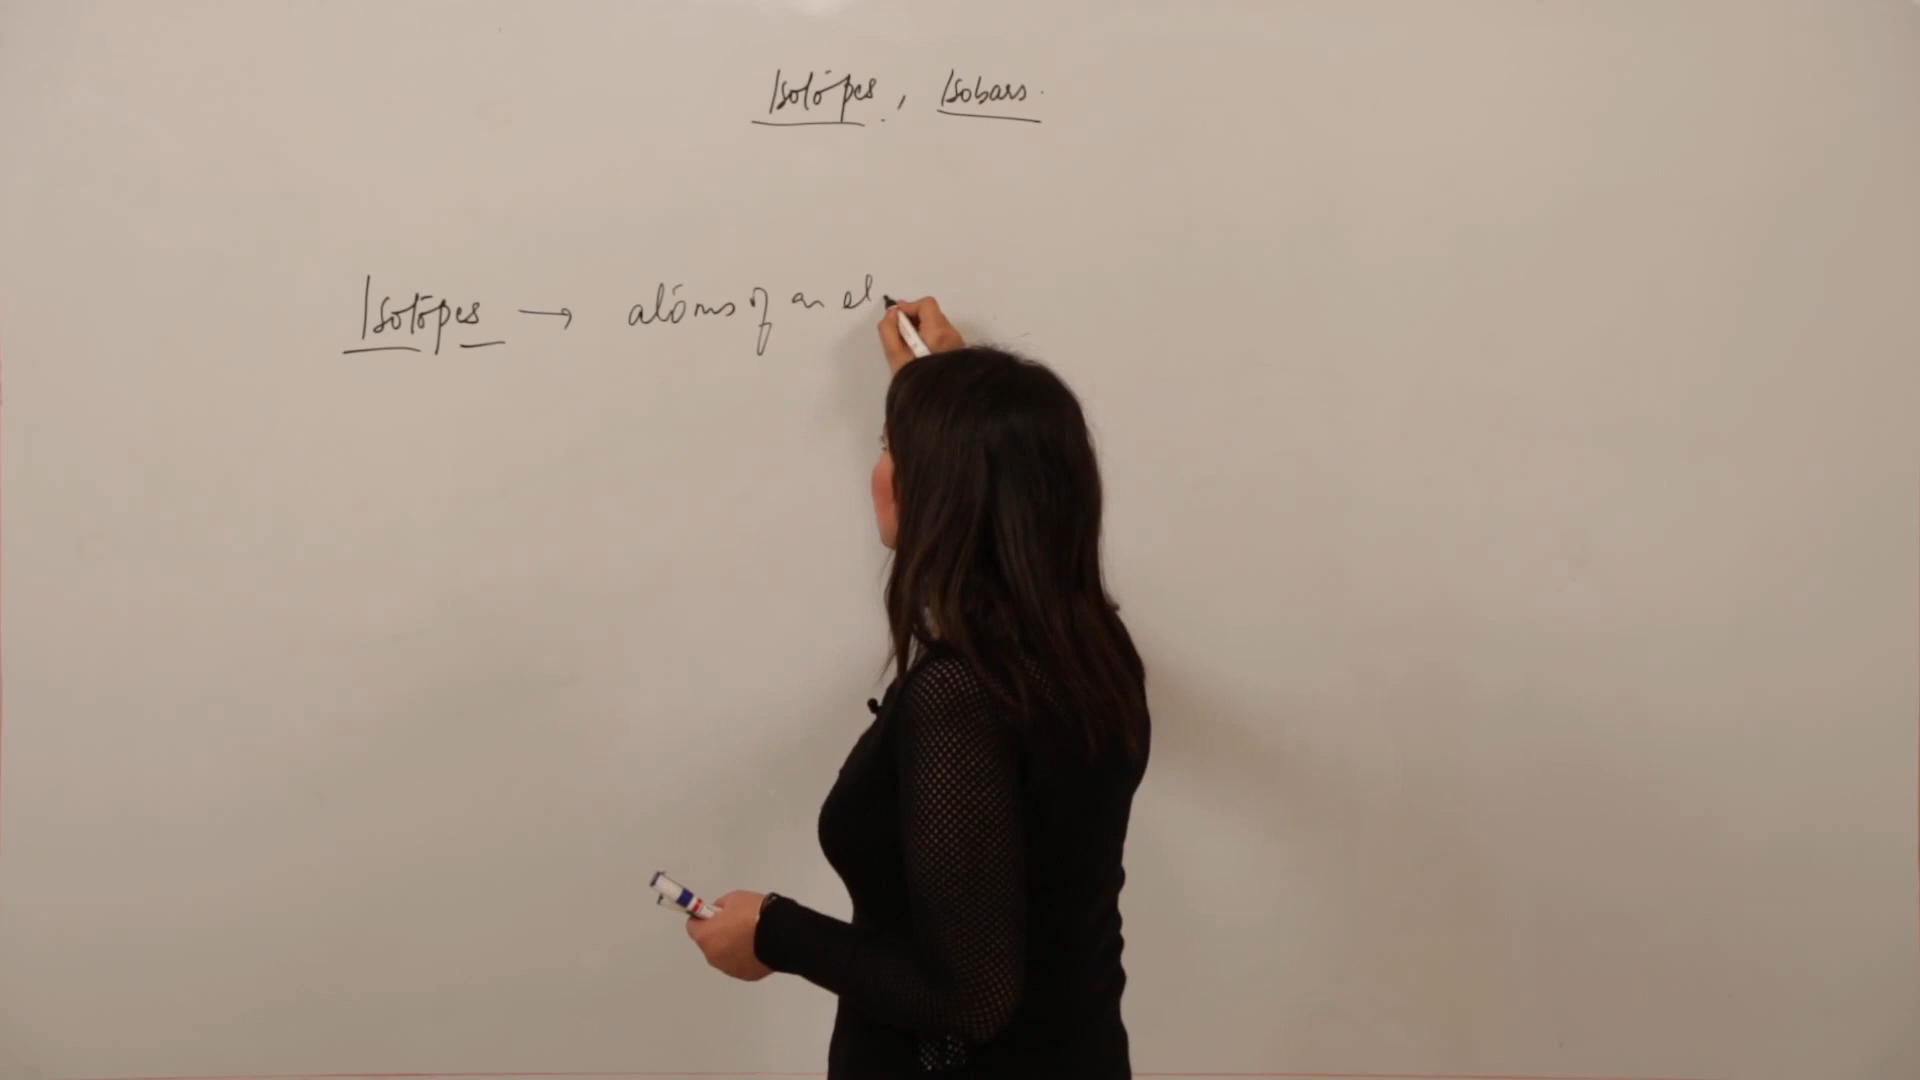 Isotopes, Isobars.
Isotopes → atoms of an el